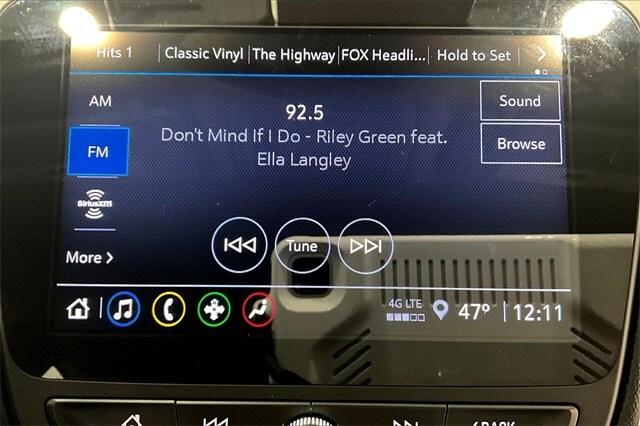 Hits 1 Classic Vinyl The Highway FOX Headli... Hold to Set
AM
92.5
Sound
Don't Mind If I Do - Riley Green feat.
Ella Langley
FM
Browse
SiriusXM
Tune
More >
4G LTE
47° 12:11
BACK